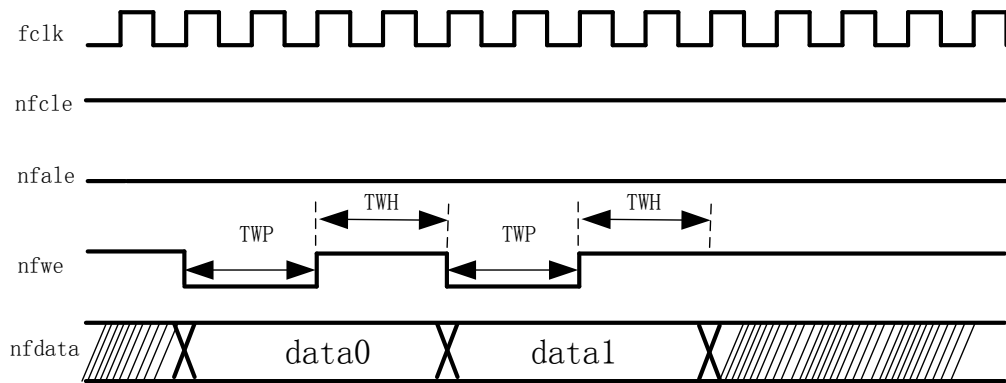 fclk
nfcle
nfale
TWH
TWH
TWP
TWP
nfwe
nfdata
data0
data1